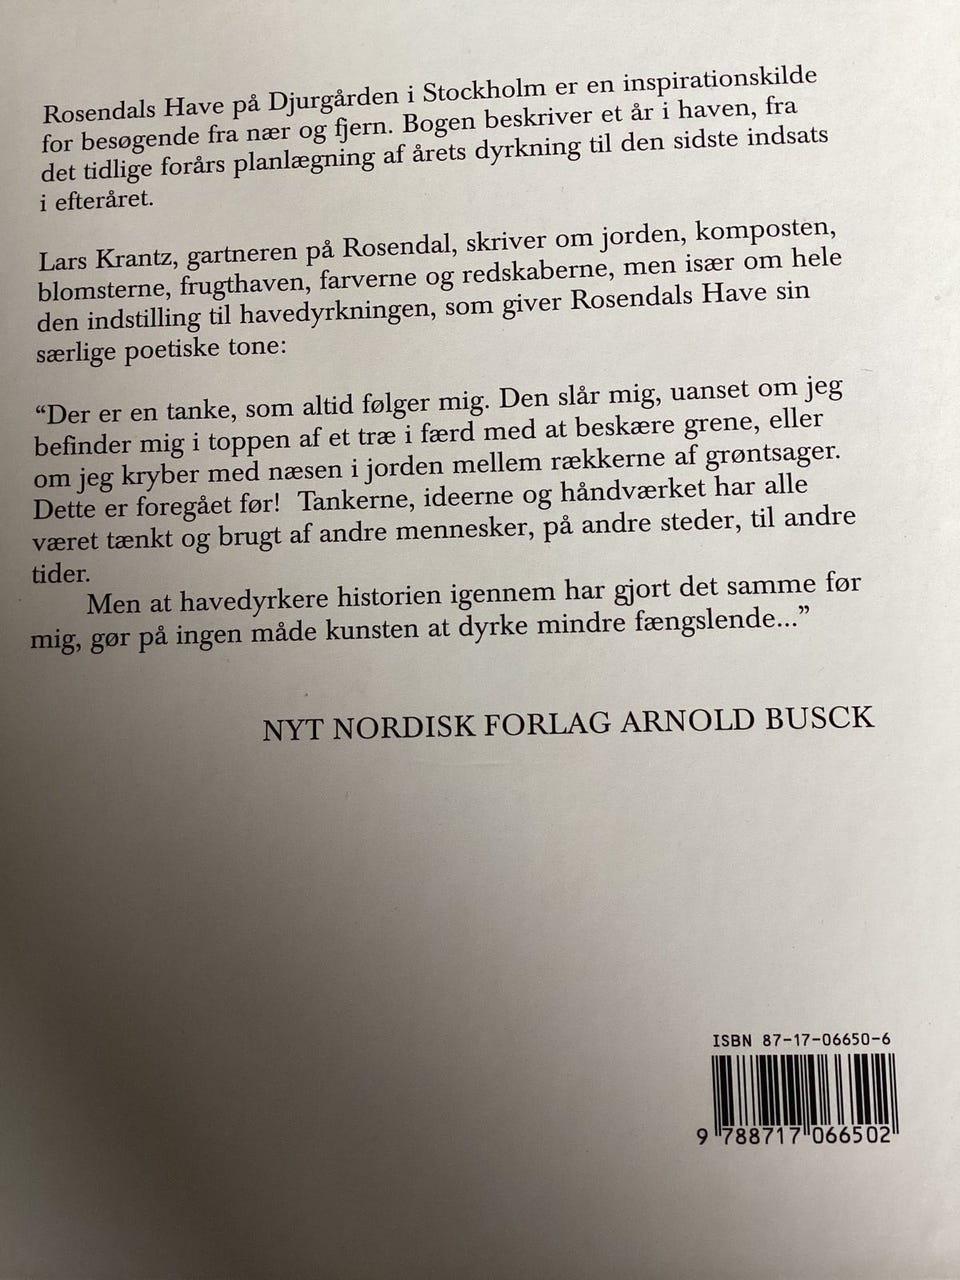 Rosendals Have på Djurgården i Stockholm er en inspirationskilde
for besøgende fra nær og fjern. Bogen beskriver et år i haven, fra
det tidlige forårs planlægning af årets dyrkning til den sidste indsats
i efteråret.
Lars Krantz, gartneren på Rosendal, skriver om jorden, komposten,
blomsterne, frugthaven, farverne og redskaberne, men især om hele
den indstilling til havedyrkningen, som giver Rosendals Have sin
særlige poetiske tone:
“Der er en tanke, som altid følger mig. Den slår mig, uanset om jeg
befinder mig i toppen af et træ i færd med at beskære grene, eller
om jeg kryber med næsen i jorden mellem rækkerne af grøntsager.
Dette er foregået før! Tankerne, ideerne og håndværket har alle
været tænkt og brugt af andre mennesker, på andre steder, til andre
tider.
Men at havedyrkere historien igennem har gjort det samme før
mig, gør på ingen måde kunsten at dyrke mindre fængslende...”
NYT NORDISK FORLAG ARNOLD BUSCK
ISBN 87-17-06650-6
9 788717 066502